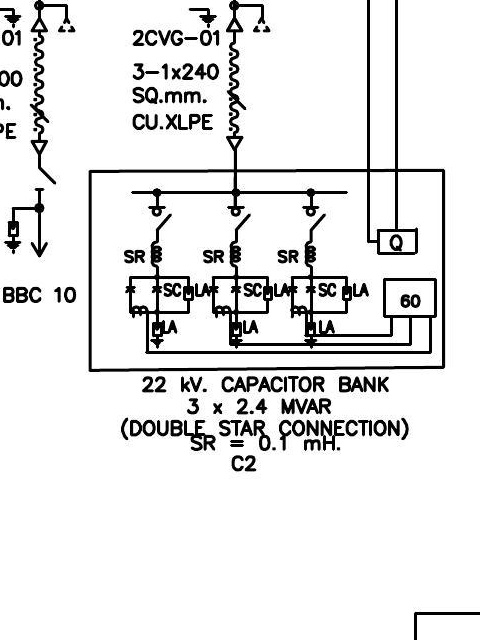 01
2CVG-01
00
3-1x240
m.
SQ.mm.
PE
CU.XLPE
Q
SR
SR
SR
BBC 10
SC
LA
SC
LA
SC
LA
60
LA
LA
LA
22 kV. CAPACITOR BANK
3 x 2.4 MVAR
(DOUBLE STAR CONNECTION)
SR = 0.1 mH.
C2